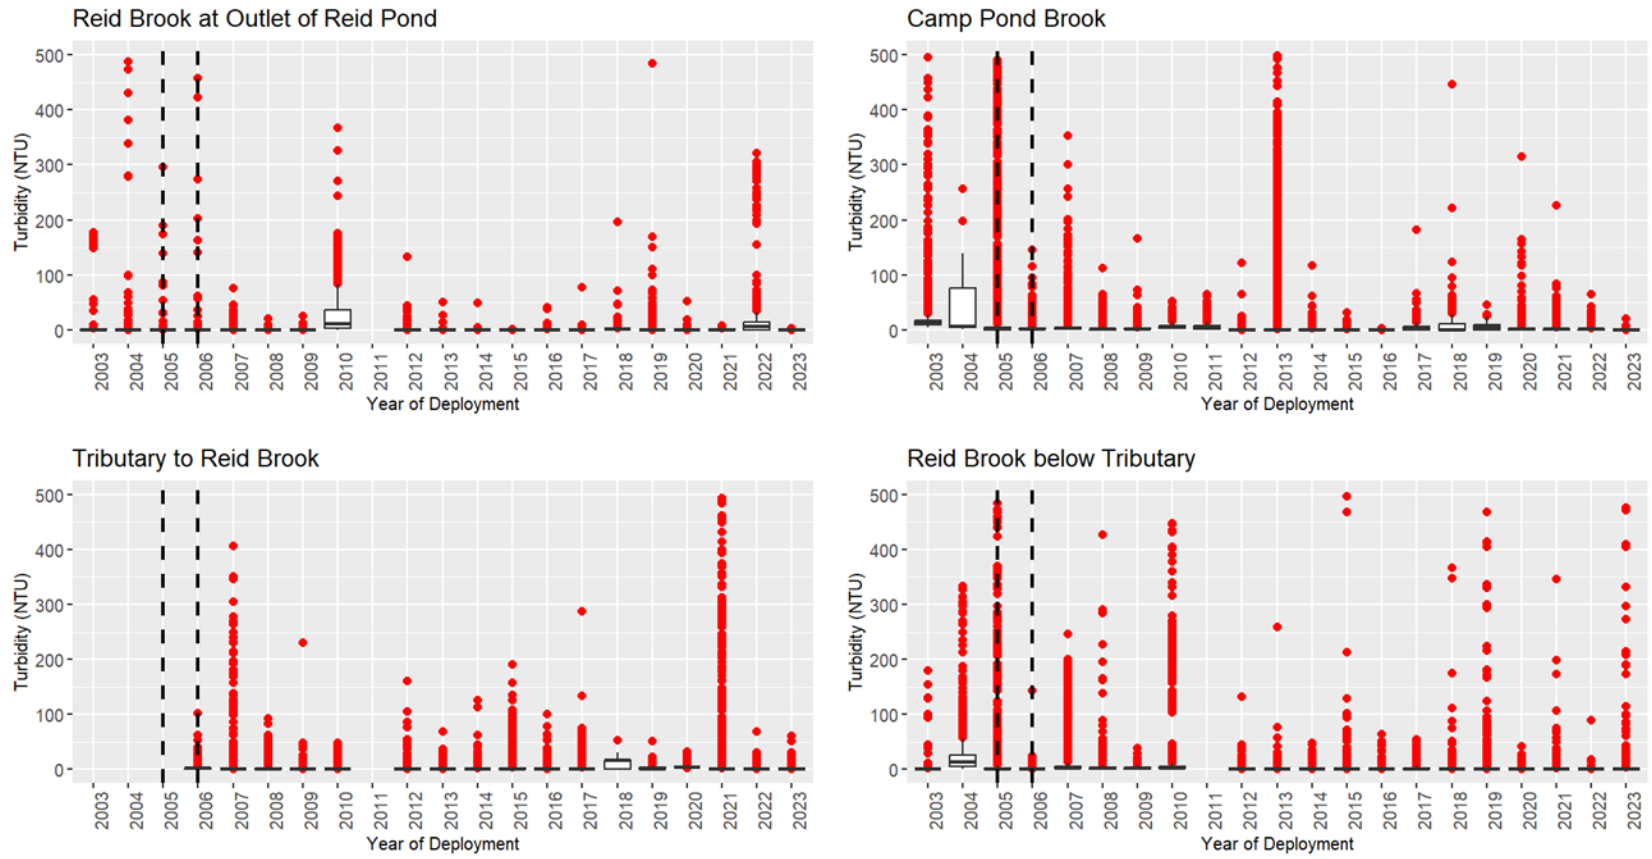 Reid Brook at Outlet of Reid Pond
500
400
300
200
100
0
Turbidity (NTU)
2003 2004 2005 2006 2007 2008 2009 2010 2011 2012 2013 2014 2015 2016 2017 2018 2019 2020 2021 2022 2023
Year of Deployment
Camp Pond Brook
500
400
300
200
100
0
Turbidity (NTU)
2003 2004 2005 2006 2007 2008 2009 2010 2011 2012 2013 2014 2015 2016 2017 2018 2019 2020 2021 2022 2023
Year of Deployment
Tributary to Reid Brook
500
400
300
200
100
0
Turbidity (NTU)
2003 2004 2005 2006 2007 2008 2009 2010 2011 2012 2013 2014 2015 2016 2017 2018 2019 2020 2021 2022 2023
Year of Deployment
Reid Brook below Tributary
500
400
300
200
100
0
Turbidity (NTU)
2003 2004 2005 2006 2007 2008 2009 2010 2011 2012 2013 2014 2015 2016 2017 2018 2019 2020 2021 2022 2023
Year of Deployment